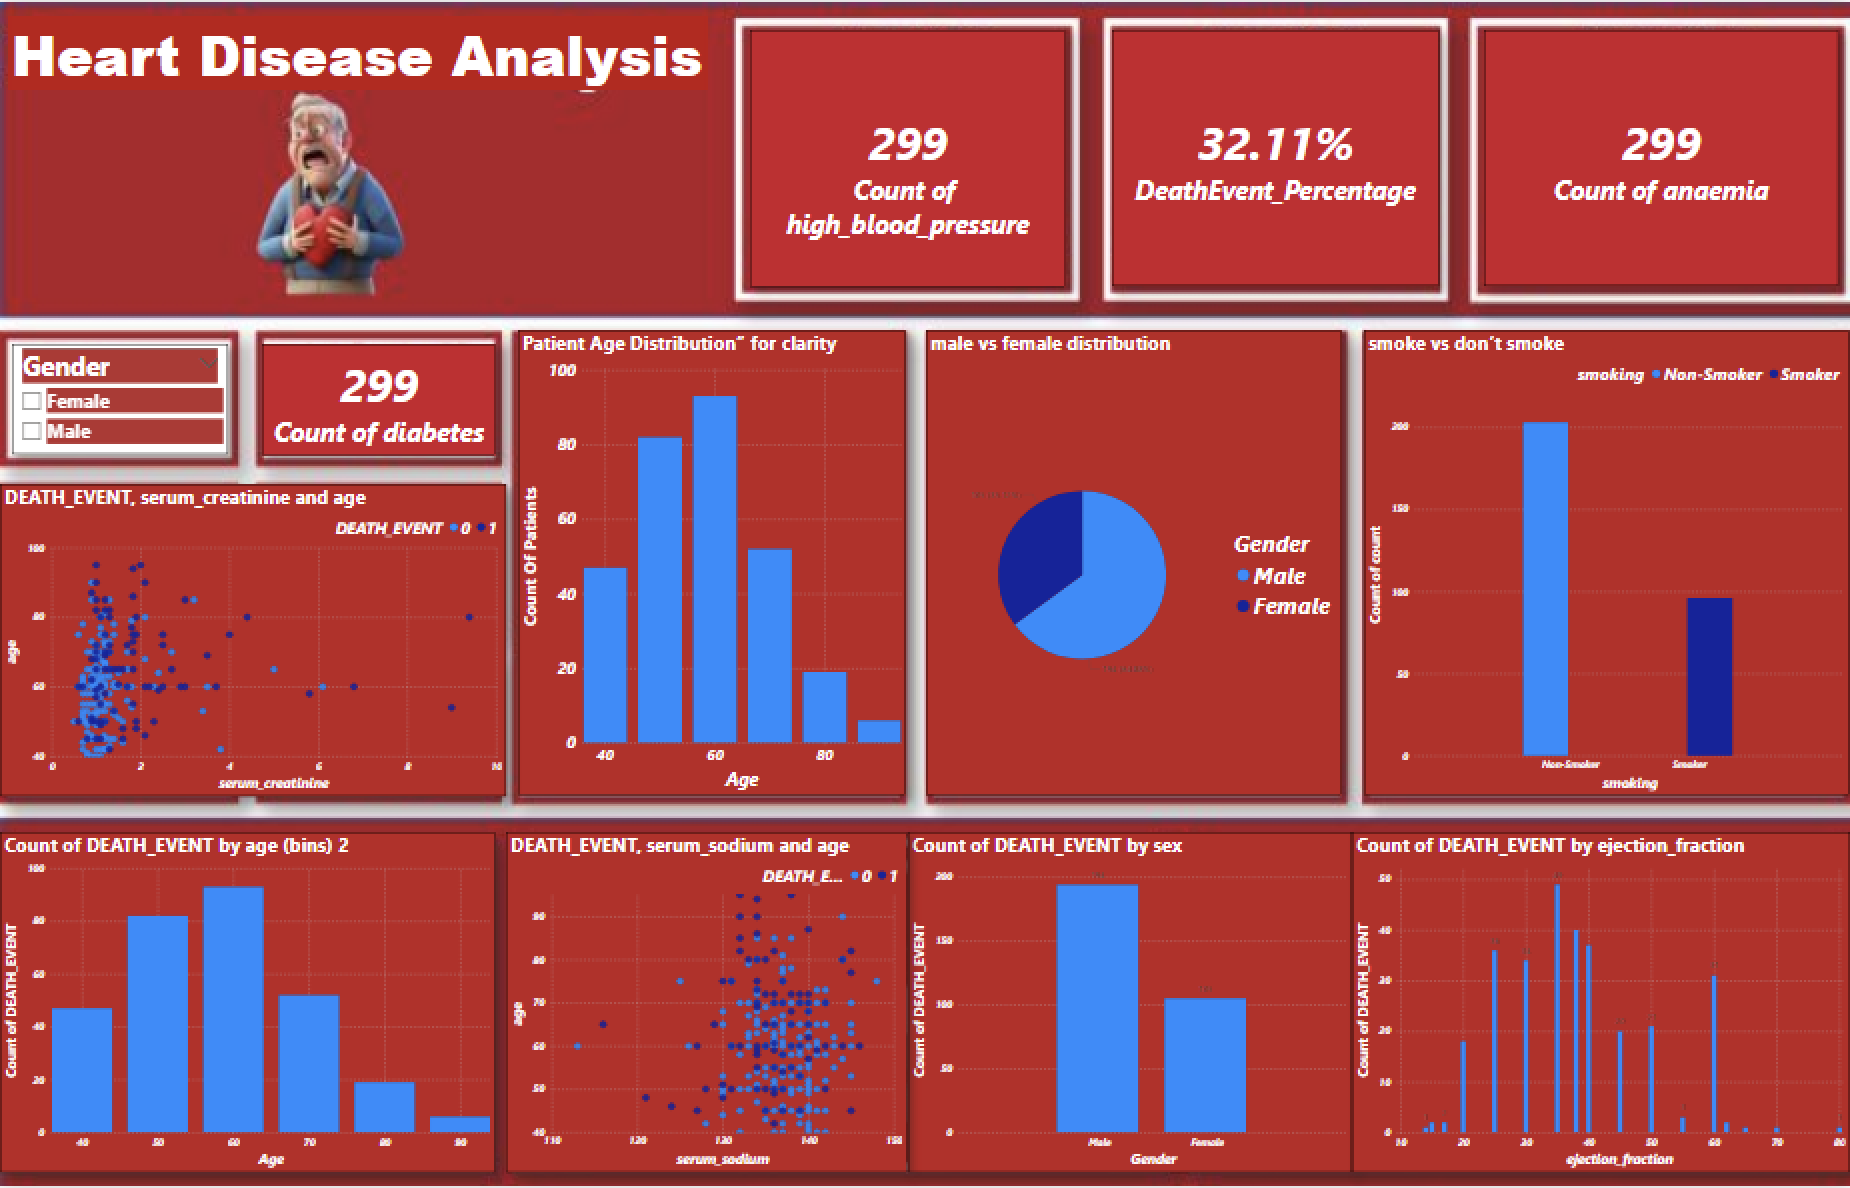 Heart Disease Analysis
299
Count of
high_blood_pressure
32.11%
DeathEvent_Percentage
299
Count of anaemia
Gender
Female
Male
299
Count of diabetes
Patient Age Distribution" for clarity
100
80
60
40
20
0
Count Of Patients
40 60 80
Age
male vs female distribution
Gender
Male
Female
smoke vs don't smoke
smoking Non-Smoker Smoker
200
150
100
50
0
Count of count
Non-Smoker Smoker
smoking
DEATH_EVENT, serum_creatinine and age
DEATH_EVENT 0 1
100
80
60
40
age
0 2 4 6 8 10
serum_creatinine
Count of DEATH_EVENT by age (bins) 2
100
80
60
40
20
0
Count of DEATH_EVENT
40 50 60 70 80 90
Age
DEATH_EVENT, serum_sodium and age
DEATH_E... 0 1
90
80
70
60
50
40
age
110 120 130 140 150
serum_sodium
Count of DEATH_EVENT by sex
200
150
100
50
0
Count of DEATH_EVENT
Male Female
Gender
Count of DEATH_EVENT by ejection_fraction
50
40
30
20
10
0
Count of DEATH_EVENT
10 20 30 40 50 60 70 80
ejection_fraction